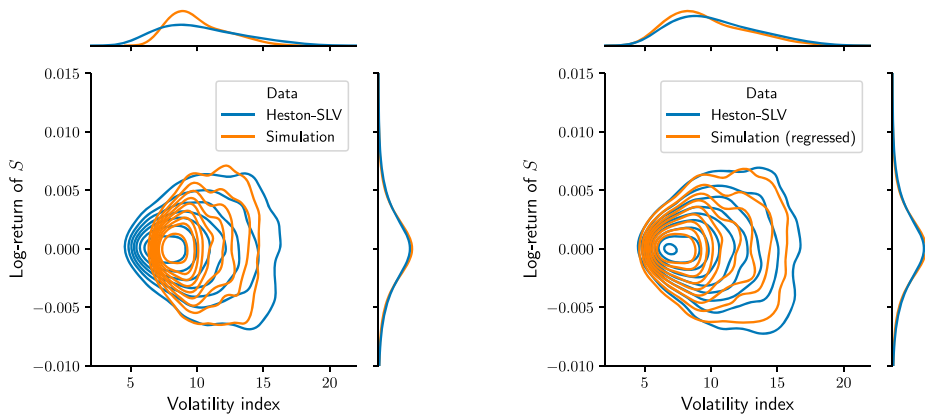 0.015
0.010
0.005
0.000
−0.005
−0.010
Log-return of S
Data
Heston-SLV
Simulation
5
10
15
20
Volatility index
0.015
0.010
0.005
0.000
−0.005
−0.010
Log-return of S
Data
Heston-SLV
Simulation (regressed)
5
10
15
20
Volatility index